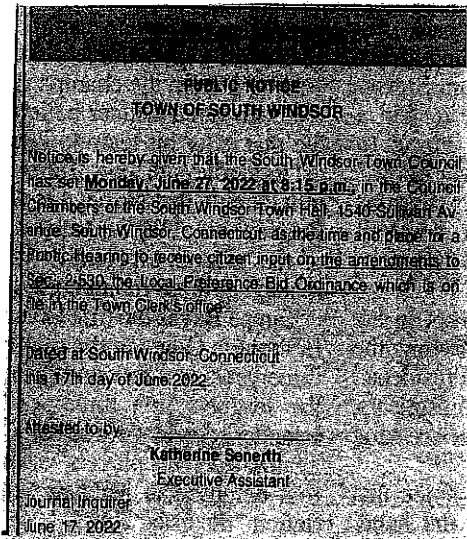 PUBLIC NOTICE
TOWN OF SOUTH WINDSOR
Notice is hereby given that the South Windsor Town Council
has set Monday, June 27, 2022 at 8:15 p.m., in the Council
Chambers of the South Windsor Town Hall, 1540 Sullivan Av-
enue, South Windsor, Connecticut, as the time and place for a
Public Hearing to receive citizen input on the amendments to
Sec. 2-530, the Local Preference Bid Ordinance which is on
file in the Town Clerk's office.
Dated at South Windsor, Connecticut
this 17th day of June 2022
Attested to by
Katherine Senerth
Executive Assistant
Journal Inquirer
June 17, 2022